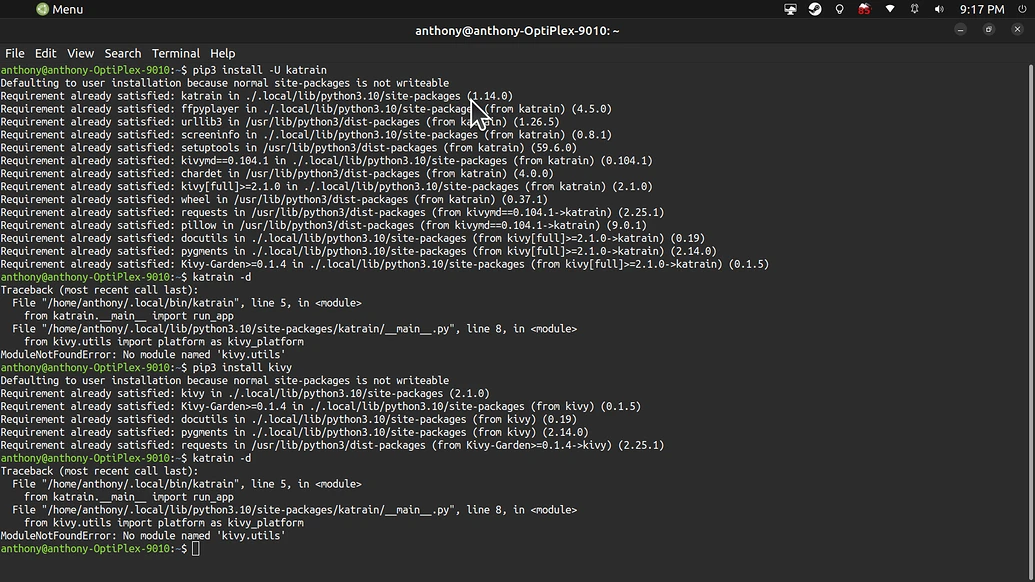 Menu
9:17 PM
anthony@anthony-OptiPlex-9010: ~
File Edit View Search Terminal Help
anthony@anthony-OptiPlex-9010:~$ pip3 install -U katrain
Defaulting to user installation because normal site-packages is not writeable
Requirement already satisfied: katrain in ./.local/lib/python3.10/site-packages (1.14.0)
Requirement already satisfied: ffpyplayer in ./.local/lib/python3.10/site-packages (from katrain) (4.5.0)
Requirement already satisfied: urllib3 in /usr/lib/python3/dist-packages (from katrain) (1.26.5)
Requirement already satisfied: screeninfo in ./.local/lib/python3.10/site-packages (from katrain) (0.8.1)
Requirement already satisfied: setuptools in /usr/lib/python3/dist-packages (from katrain) (59.6.0)
Requirement already satisfied: kivymd==0.104.1 in ./.local/lib/python3.10/site-packages (from katrain) (0.104.1)
Requirement already satisfied: chardet in /usr/lib/python3/dist-packages (from katrain) (4.0.0)
Requirement already satisfied: kivy[full]>=2.1.0 in ./.local/lib/python3.10/site-packages (from katrain) (2.1.0)
Requirement already satisfied: wheel in /usr/lib/python3/dist-packages (from katrain) (0.37.1)
Requirement already satisfied: requests in /usr/lib/python3/dist-packages (from kivymd==0.104.1->katrain) (2.25.1)
Requirement already satisfied: pillow in /usr/lib/python3/dist-packages (from kivymd==0.104.1->katrain) (9.0.1)
Requirement already satisfied: docutils in ./.local/lib/python3.10/site-packages (from kivy[full]>=2.1.0->katrain) (0.19)
Requirement already satisfied: pygments in ./.local/lib/python3.10/site-packages (from kivy[full]>=2.1.0->katrain) (2.14.0)
Requirement already satisfied: Kivy-Garden>=0.1.4 in ./.local/lib/python3.10/site-packages (from kivy[full]>=2.1.0->katrain) (0.1.5)
anthony@anthony-OptiPlex-9010:~$ katrain -d
Traceback (most recent call last):
  File "/home/anthony/.local/bin/katrain", line 5, in <module>
    from katrain.__main__ import run_app
  File "/home/anthony/.local/lib/python3.10/site-packages/katrain/__main__.py", line 8, in <module>
    from kivy.utils import platform as kivy_platform
ModuleNotFoundError: No module named 'kivy.utils'
anthony@anthony-OptiPlex-9010:~$ pip3 install kivy
Defaulting to user installation because normal site-packages is not writeable
Requirement already satisfied: kivy in ./.local/lib/python3.10/site-packages (2.1.0)
Requirement already satisfied: Kivy-Garden>=0.1.4 in ./.local/lib/python3.10/site-packages (from kivy) (0.1.5)
Requirement already satisfied: docutils in ./.local/lib/python3.10/site-packages (from kivy) (0.19)
Requirement already satisfied: pygments in ./.local/lib/python3.10/site-packages (from kivy) (2.14.0)
Requirement already satisfied: requests in /usr/lib/python3/dist-packages (from Kivy-Garden>=0.1.4->kivy) (2.25.1)
anthony@anthony-OptiPlex-9010:~$ katrain -d
Traceback (most recent call last):
  File "/home/anthony/.local/bin/katrain", line 5, in <module>
    from katrain.__main__ import run_app
  File "/home/anthony/.local/lib/python3.10/site-packages/katrain/__main__.py", line 8, in <module>
    from kivy.utils import platform as kivy_platform
ModuleNotFoundError: No module named 'kivy.utils'
anthony@anthony-OptiPlex-9010:~$